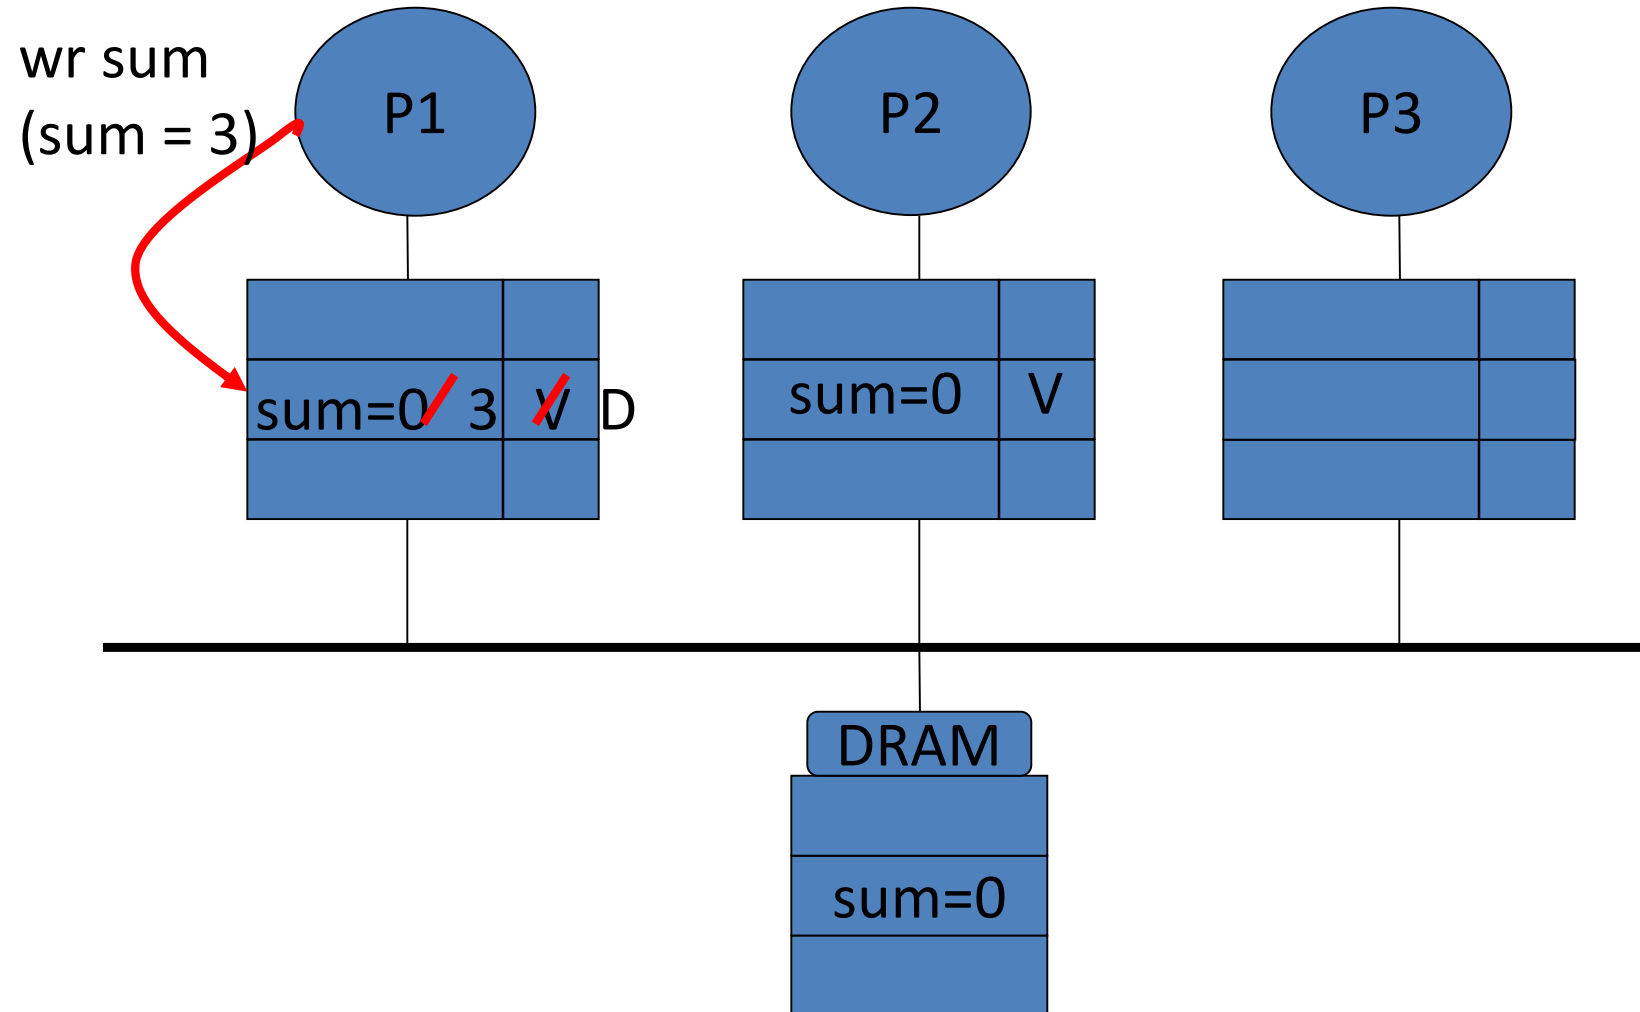 wr sum
(sum = 3)
P1
P2
P3
sum=0 3 V D
sum=0 V
DRAM
sum=0